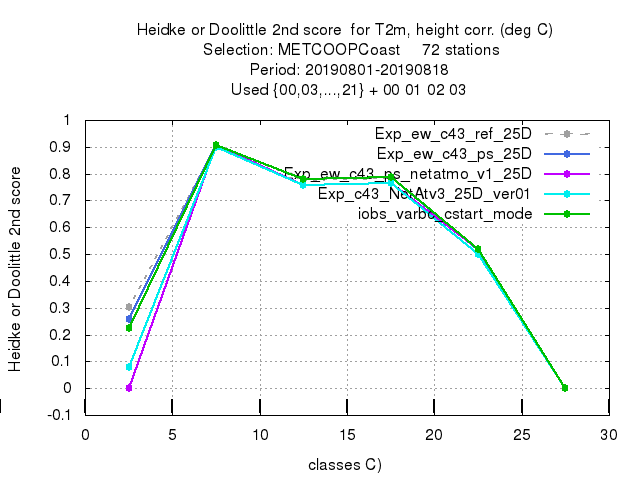 Heidke or Doolittle 2nd score for T2m, height corr. (deg C)
Selection: METCOOPCoast 72 stations
Period: 20190801-20190818
Used {00,03,...,21} + 00 01 02 03
Exp_ew_c43_ref_25D
Exp_ew_c43_ps_25D
Exp_ew_c43_ps_netatmo_v1_25D
Exp_c43_NetAtv3_25D_ver01
iobs_varbc_cstart_mode
Heidke or Doolittle 2nd score
1
0.9
0.8
0.7
0.6
0.5
0.4
0.3
0.2
0.1
0
-0.1
0 5 10 15 20 25 30
classes C)